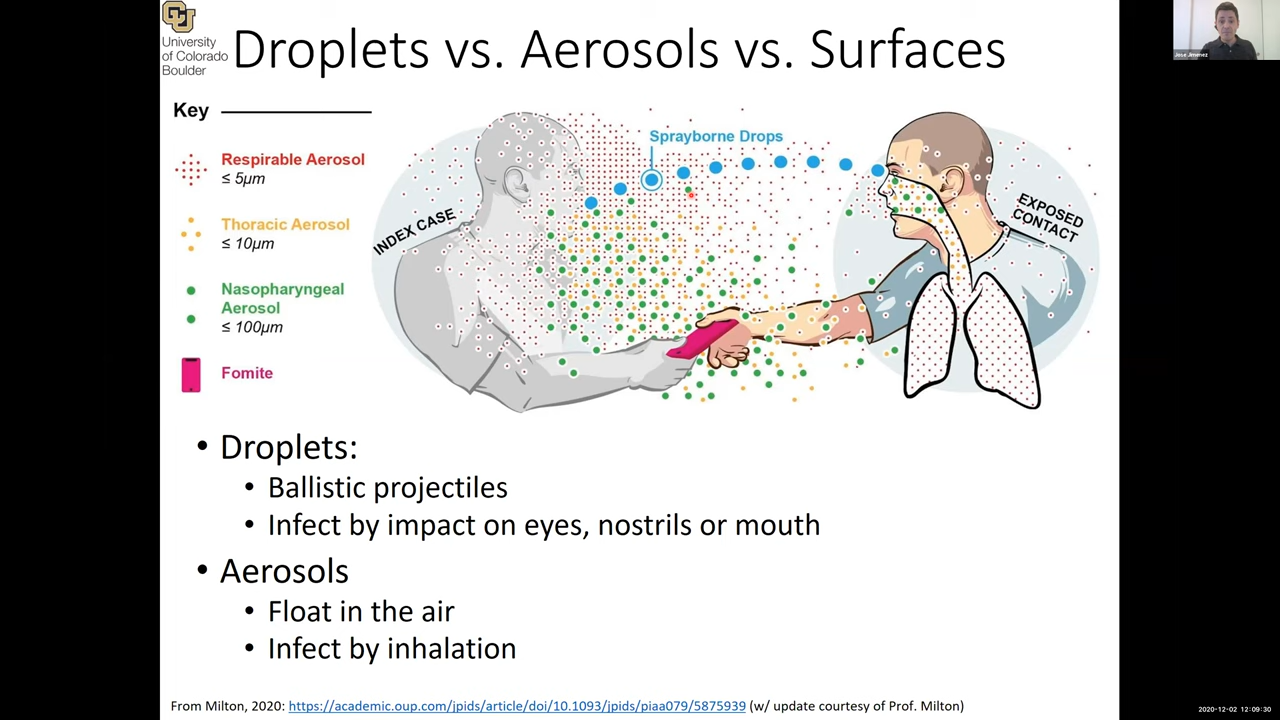 University
of Colorado
Boulder
Droplets vs. Aerosols vs. Surfaces
Jose Jimenez
Key
Respirable Aerosol
≤ 5μm
Thoracic Aerosol
≤ 10μm
Nasopharyngeal
Aerosol
≤ 100μm
Fomite
INDEX CASE
Sprayborne Drops
EXPOSED
CONTACT
• Droplets:
• Ballistic projectiles
• Infect by impact on eyes, nostrils or mouth
• Aerosols
• Float in the air
• Infect by inhalation
From Milton, 2020: https://academic.oup.com/jpids/article/doi/10.1093/jpids/piaa079/5875939 (w/ update courtesy of Prof. Milton)
2020-12-02 12:09:30